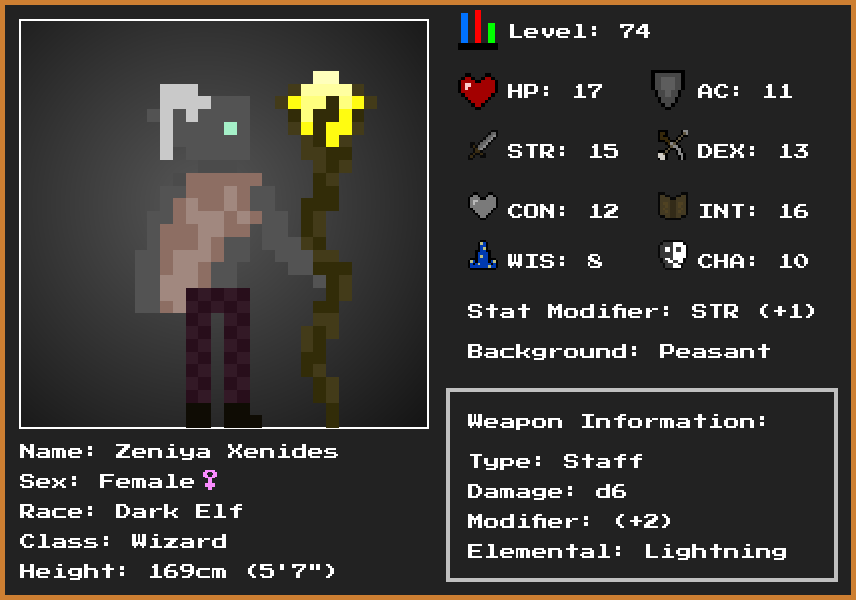 Level: 74
HP: 17 AC: 11
STR: 15 DEX: 13
CON: 12 INT: 16
WIS: 8 CHA: 10
Stat Modifier: STR (+1)
Background: Peasant
Weapon Information:
Type: Staff
Damage: d6
Modifier: (+2)
Elemental: Lightning
Name: Zeniya Xenides
Sex: Female♀
Race: Dark Elf
Class: Wizard
Height: 169cm (5'7")